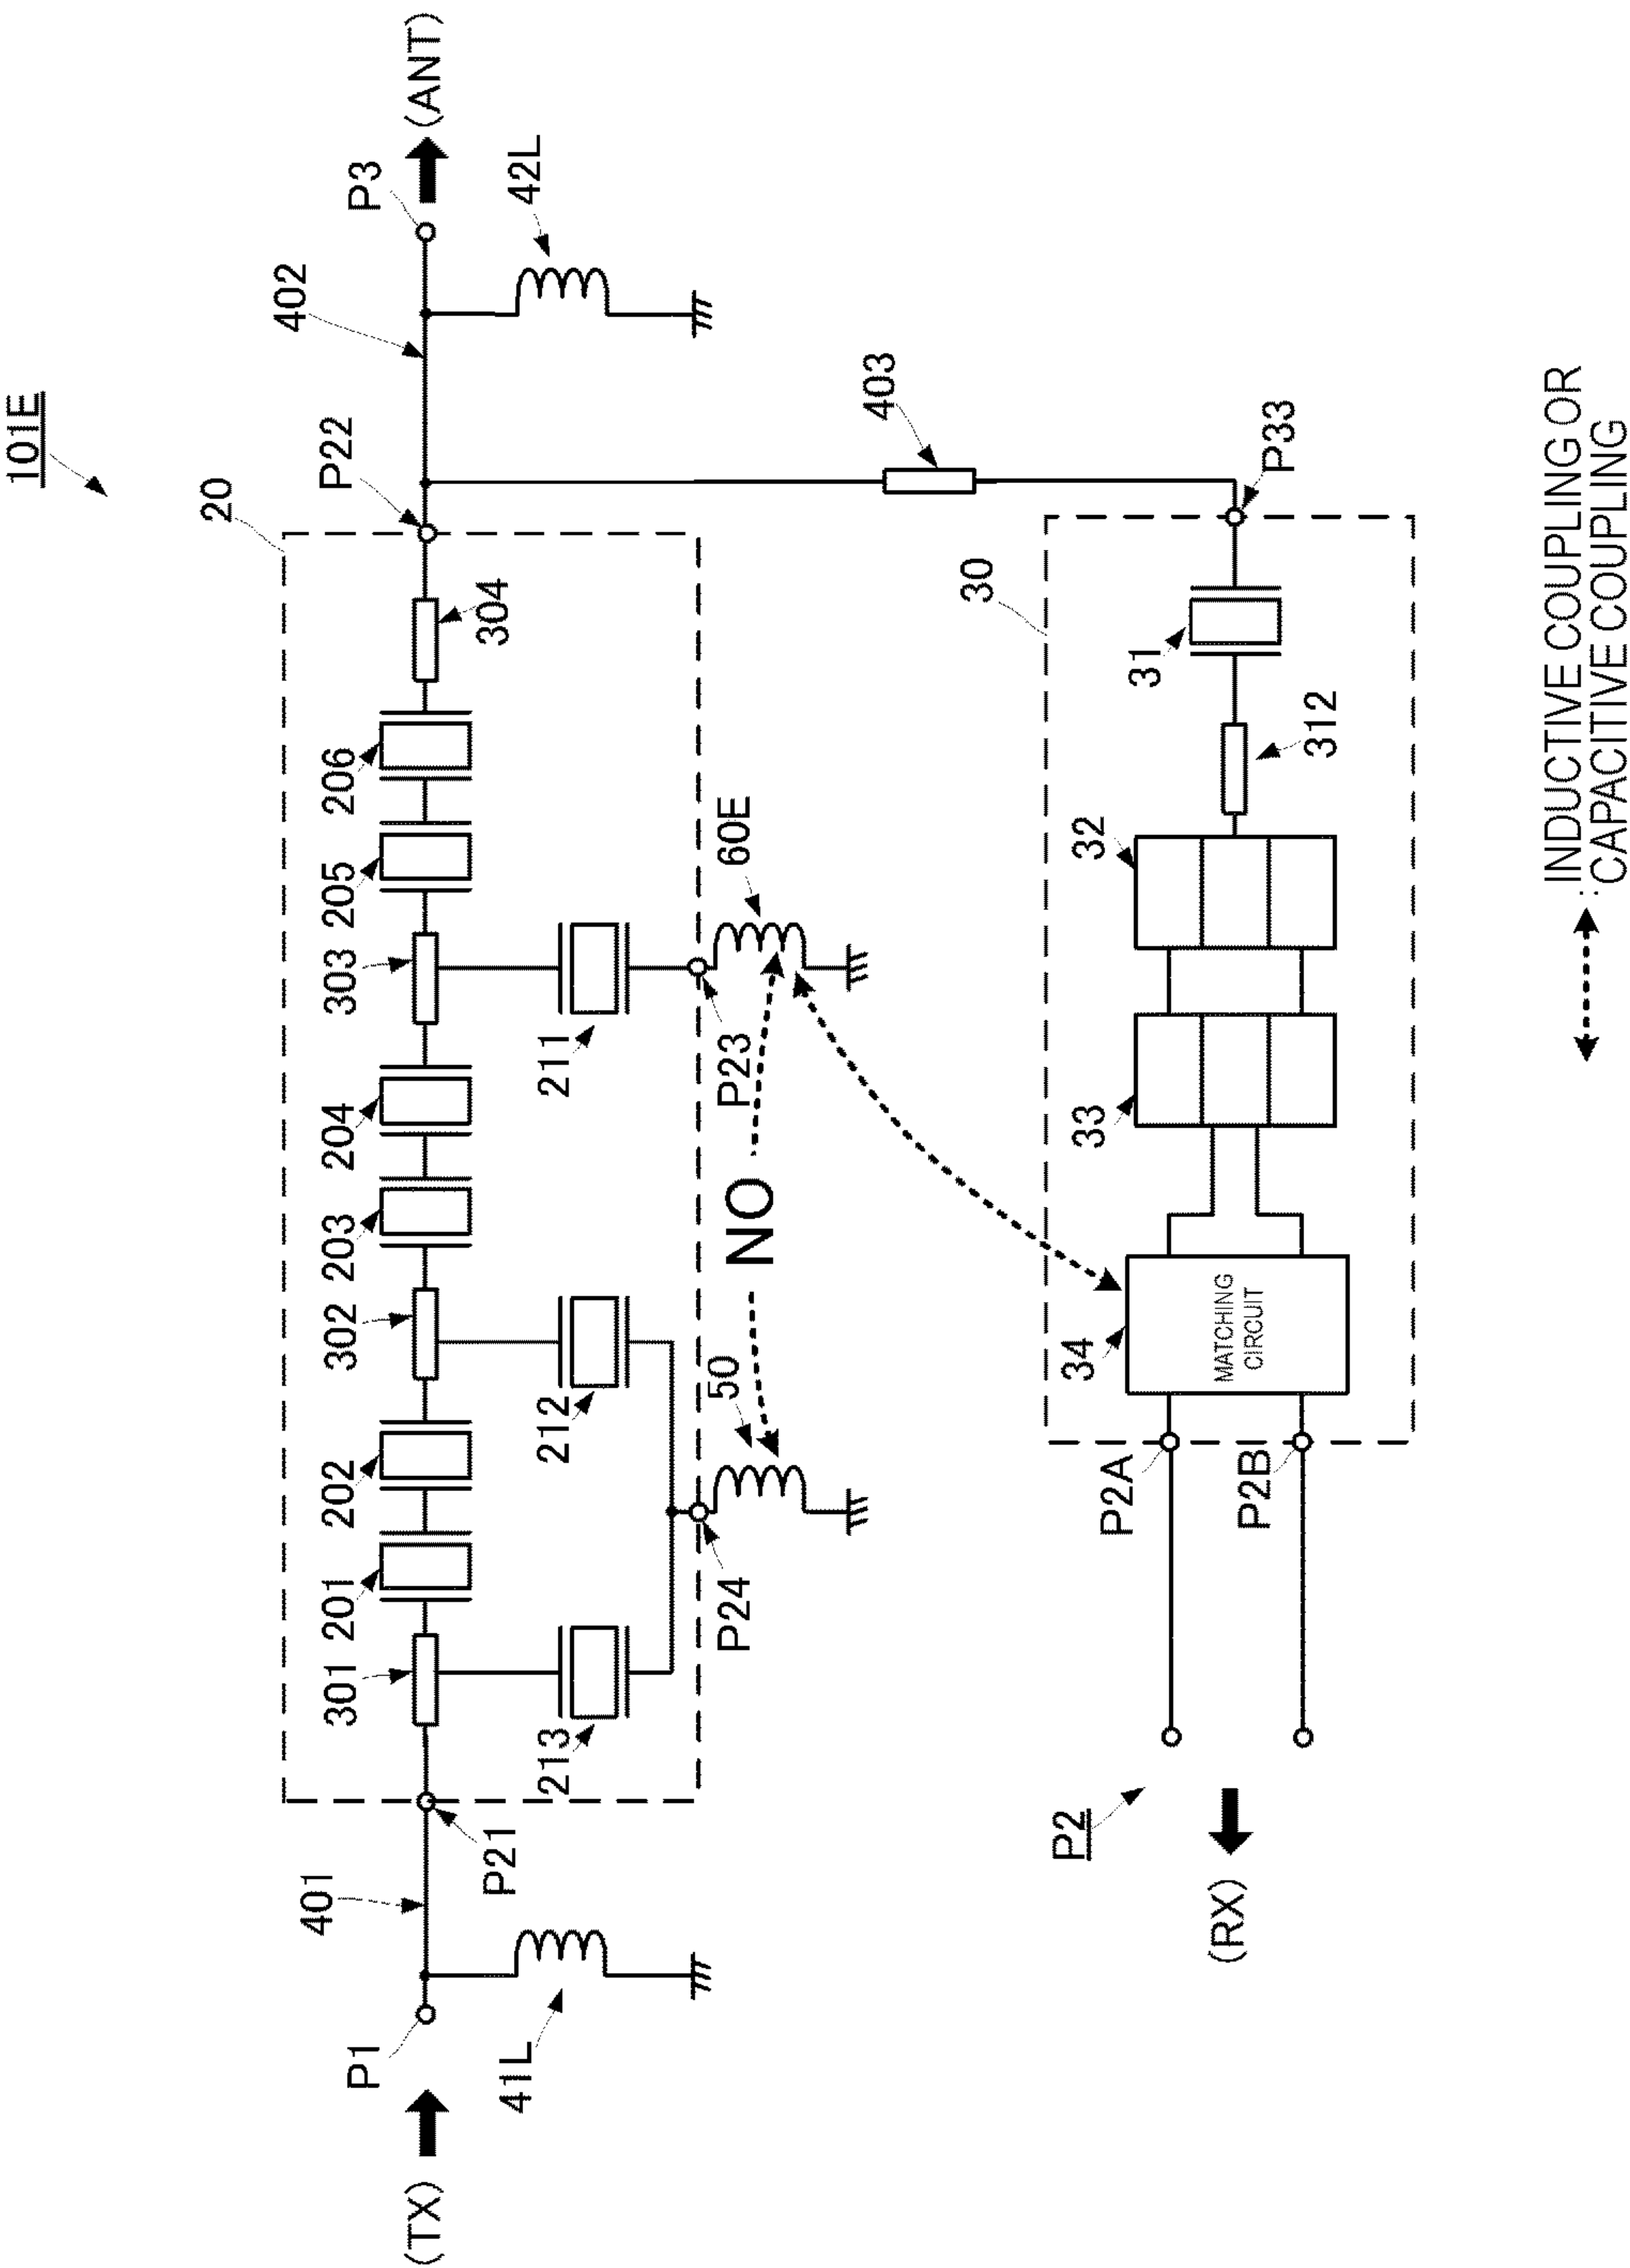 101E
(TX)
P1
41L
401
P21
20
301
201
202
302
203
204
303
205
206
304
P22
402
P3
(ANT)
42L
213
212
211
P24
50
NO
P23
60E
403
30
P33
31
312
32
33
34
MATCHING
CIRCUIT
P2A
P2B
P2
(RX)
: INDUCTIVE COUPLING OR
CAPACITIVE COUPLING